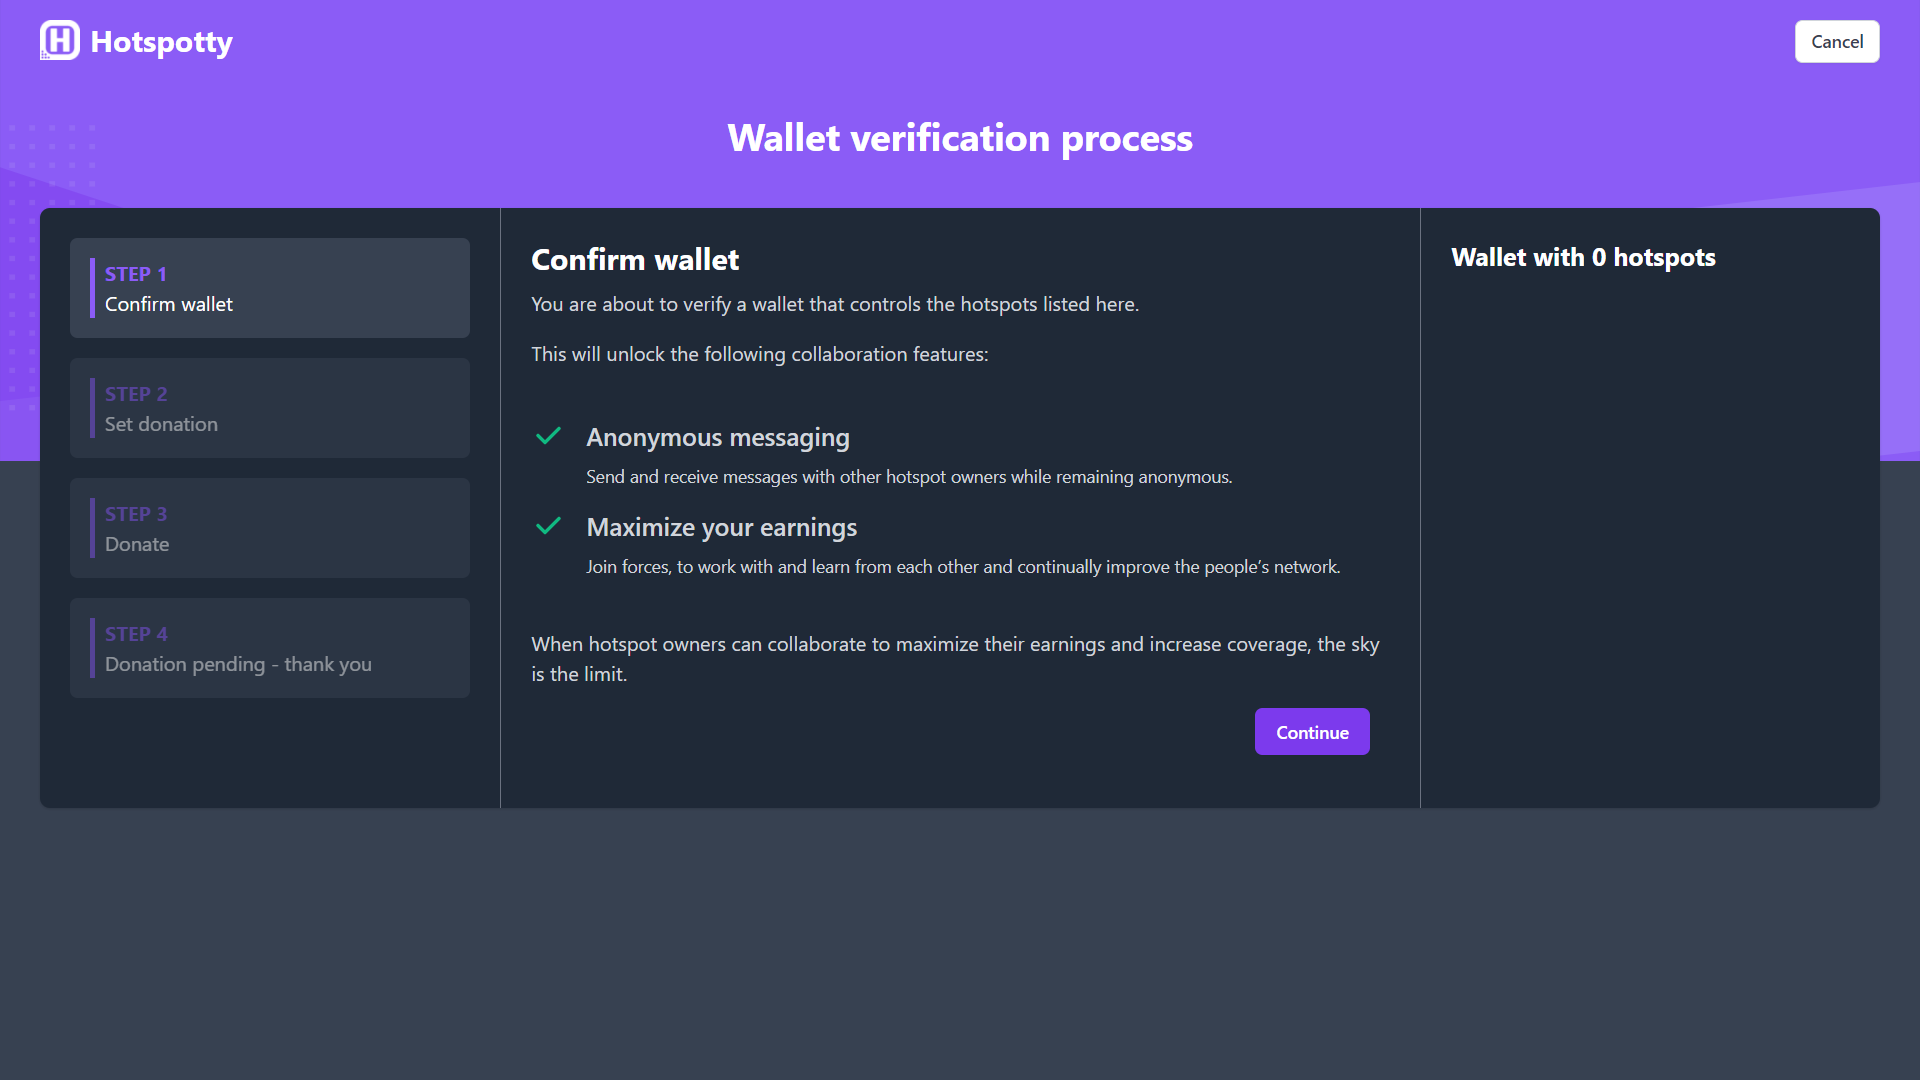 Hotspotty
Cancel
Wallet verification process
STEP 1
Confirm wallet
STEP 2
Set donation
STEP 3
Donate
STEP 4
Donation pending - thank you
Confirm wallet
You are about to verify a wallet that controls the hotspots listed here.
This will unlock the following collaboration features:
Anonymous messaging
Send and receive messages with other hotspot owners while remaining anonymous.
Maximize your earnings
Join forces, to work with and learn from each other and continually improve the people’s network.
When hotspot owners can collaborate to maximize their earnings and increase coverage, the sky
is the limit.
Continue
Wallet with 0 hotspots